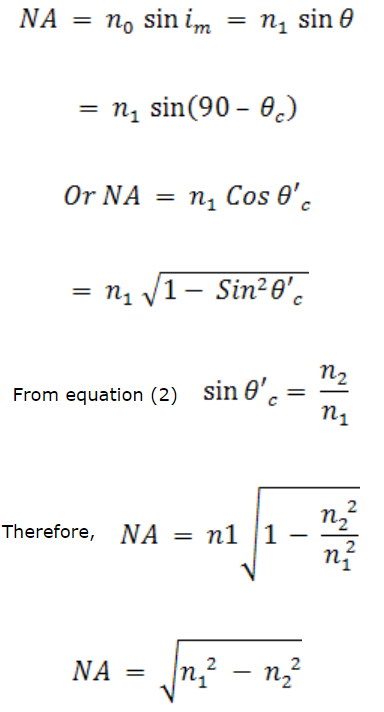 NA = n₀ sin iₘ = n₁ sin θ
= n₁ sin(90 – θ_c)
Or NA = n₁ Cos θ'_c
= n₁ √(1 − Sin²θ'_c)
From equation (2) sin θ'_c = n₂/n₁
Therefore, NA = n1 √(1 − n₂²/n₁²)
NA = √(n₁² − n₂²)